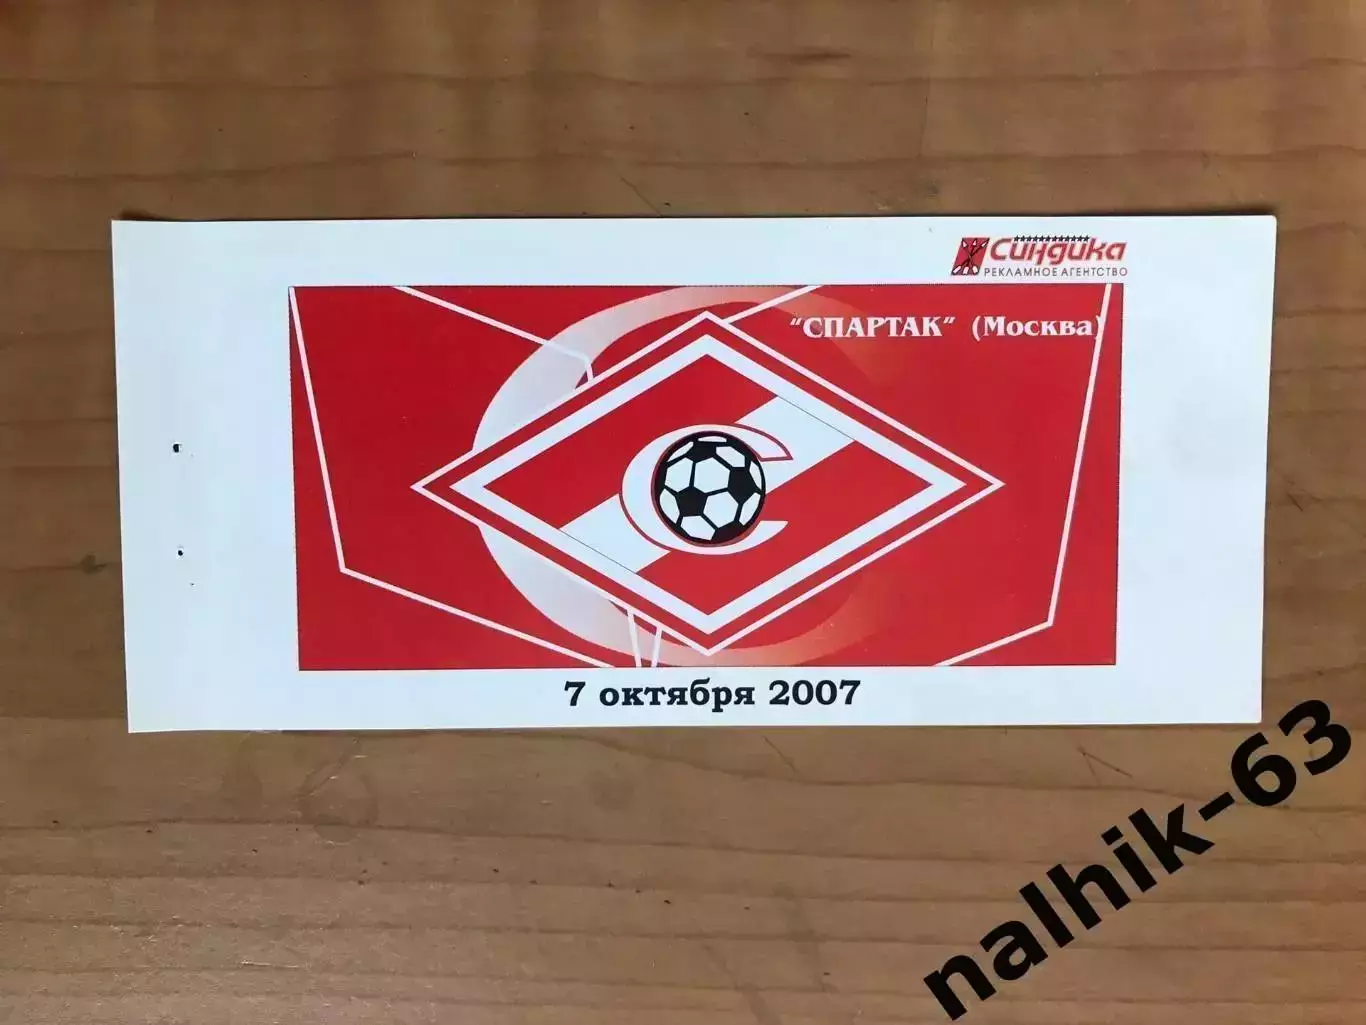 Синдика
РЕКЛАМНОЕ АГЕНТСТВО
"СПАРТАК" (Москва)
С
7 октября 2007
nalhik-63